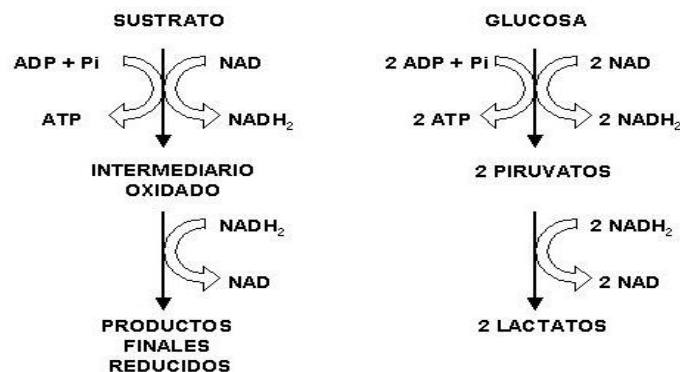 SUSTRATO
ADP + Pi
NAD
ATP
NADH₂
INTERMEDIARIO
OXIDADO
NADH₂
NAD
PRODUCTOS
FINALES
REDUCIDOS
GLUCOSA
2 ADP + Pi
2 NAD
2 ATP
2 NADH₂
2 PIRUVATOS
2 NADH₂
2 NAD
2 LACTATOS